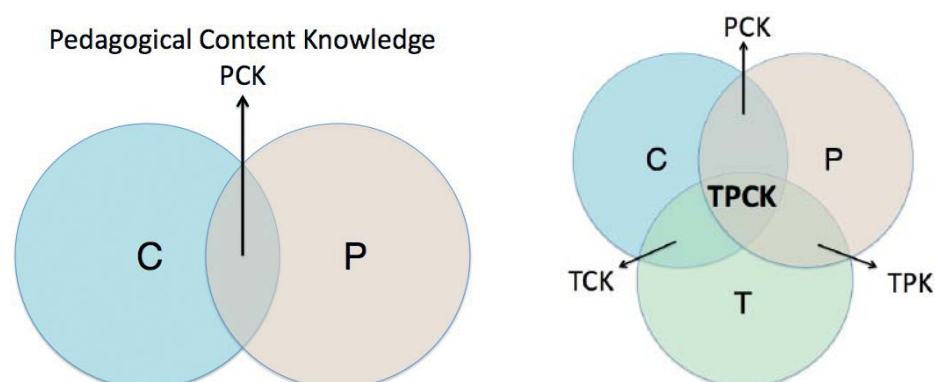 Pedagogical Content Knowledge
PCK
C
P
PCK
C
P
TPCK
TCK
TPK
T